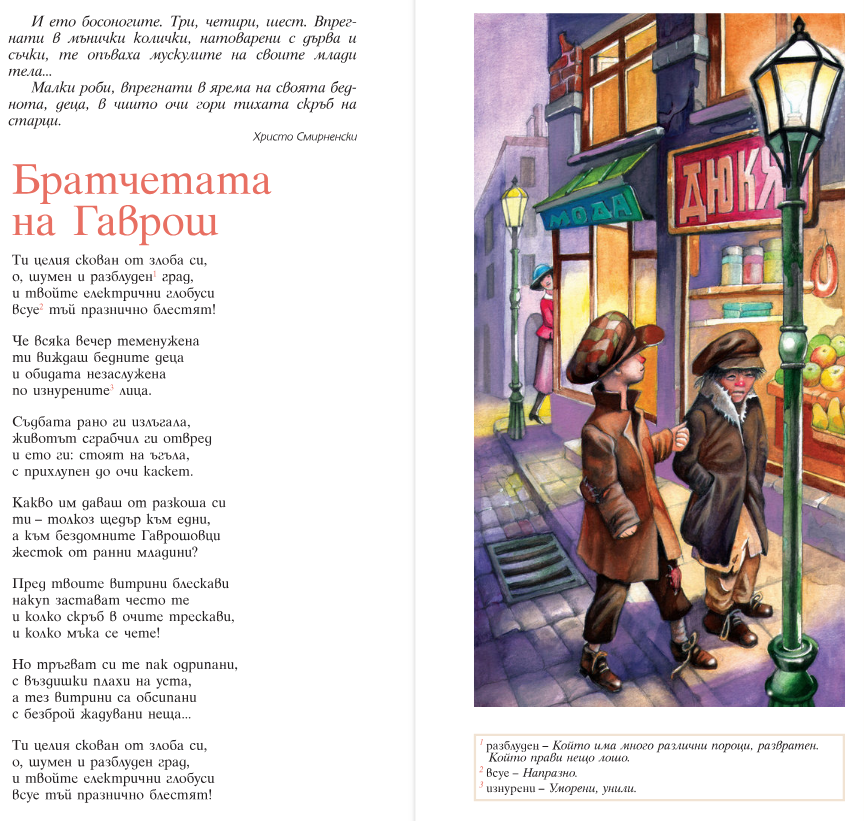 И ето босоногите. Три, четири, шест. Впрег-
нати в мънички колички, натоварени с дърва и
съчки, те опъваха мускулите на своите млади
тела...
Малки роби, впрегнати в ярема на своята бед-
нота, деца, в чиито очи гори тихата скръб на
старци.
Христо Смирненски
Братчетата
на Гаврош
Ти целия скован от злоба си,
о, шумен и разблуден¹ град,
и твойте електрични глобуси
всуе² тъй празнично блестят!
Че всяка вечер теменужена
ти виждаш бедните деца
и обидата незаслужена
по изнурените³ лица.
Съдбата рано ги излъгала,
животът сграбчил ги отвред
и ето ги: стоят на ъгъла,
с прихлупен до очи каскет.
Какво им даваш от разкоша си
ти – толкоз щедър към едни,
а към бездомните Гаврошовци
жесток от ранни младини?
Пред твоите витрини блескави
накуп застават често те
и колко скръб в очите трескави,
и колко мъка се чете!
Но тръгват си те пак одрипани,
с въздишки плахи на уста,
а тез витрини са обсипани
с безброй жадувани неща...
Ти целия скован от злоба си,
о, шумен и разблуден град,
и твойте електрични глобуси
всуе тъй празнично блестят!
МОДА
ДЮКЯ
¹ разблуден – Който има много различни пороци, развратен.
Който прави нещо лошо.
² всуе – Напразно.
³ изнурени – Уморени, унили.